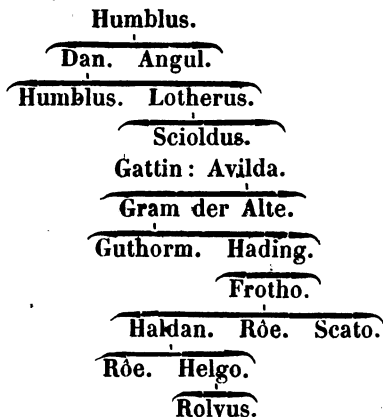 Humblus.
Dan. Angul.
Humblus. Lotherus.
Scioldus.
Gattin: Avilda.
Gram der Alte.
Guthorm. Hading.
Frotho.
Haldan. Rôe. Scato.
Rôe. Helgo.
Rolvus.